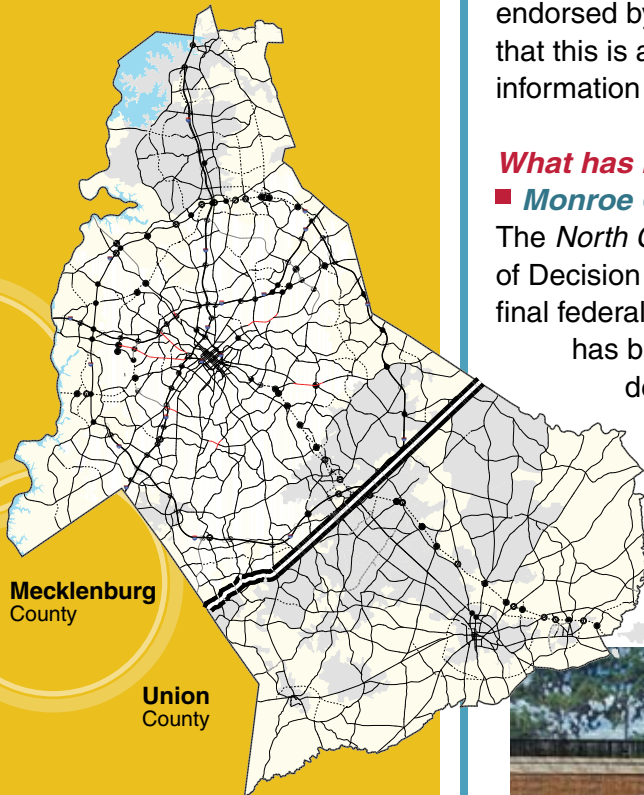 endorsed by
that this is a
information
What has
■ Monroe
The North C
of Decision
final federal
has b
de
Mecklenburg
County
Union
County